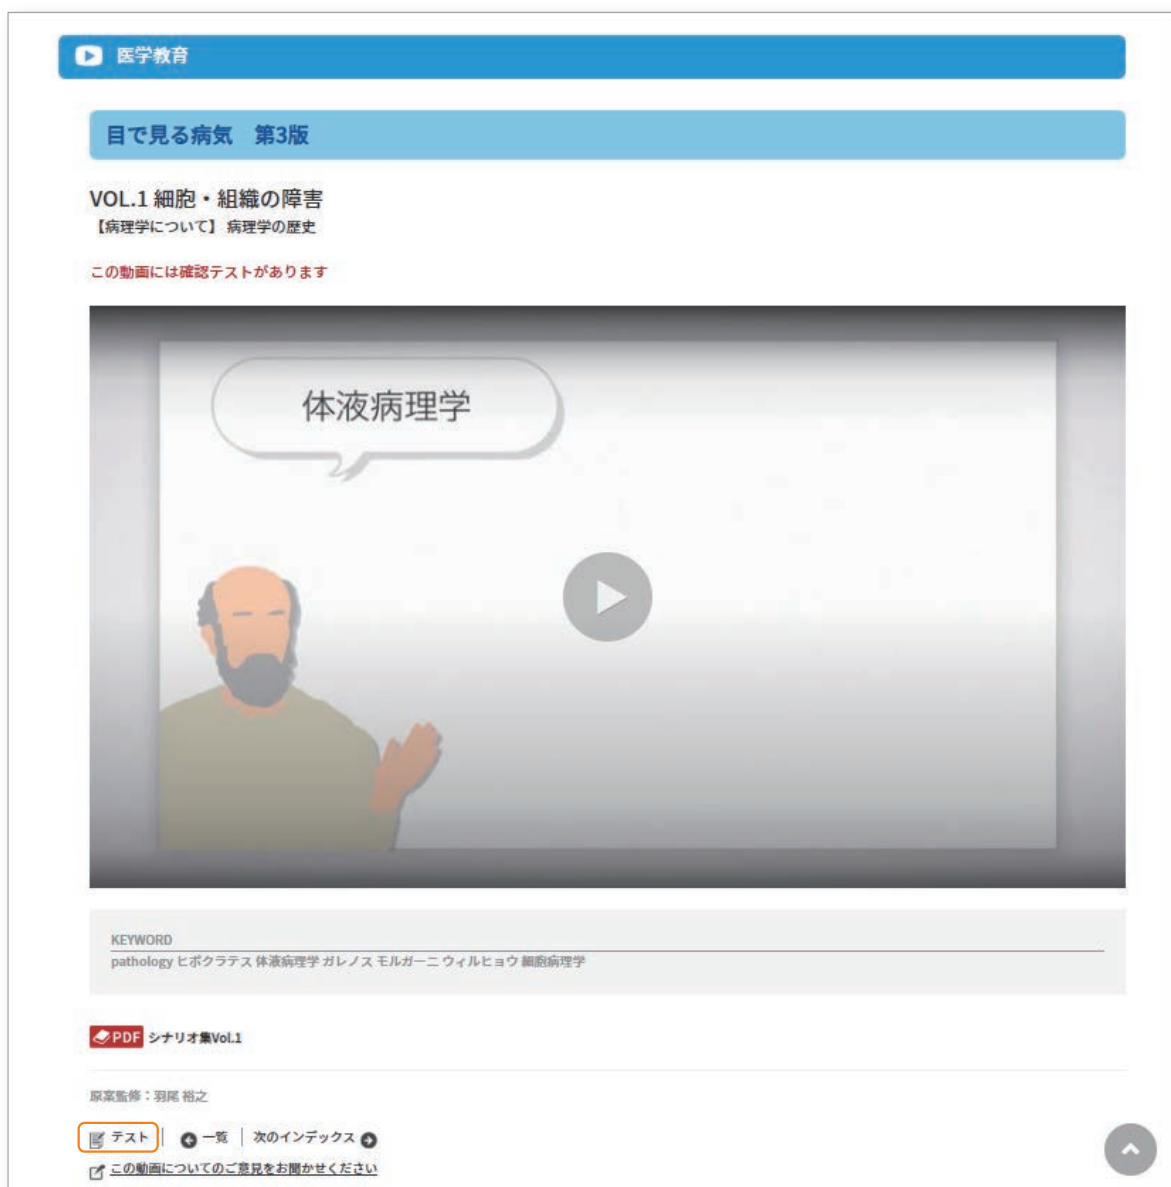 医学教育
目で見る病気　第3版
VOL.1 細胞・組織の障害
【病理学について】 病理学の歴史
この動画には確認テストがあります
体液病理学
KEYWORD
pathology ヒポクラテス 体液病理学 ガレノス モルガーニ ウィルヒョウ 細胞病理学
PDF シナリオ集Vol.1
原案監修：羽尾 裕之
テスト | 一覧 | 次のインデックス
この動画についてのご意見をお聞かせください